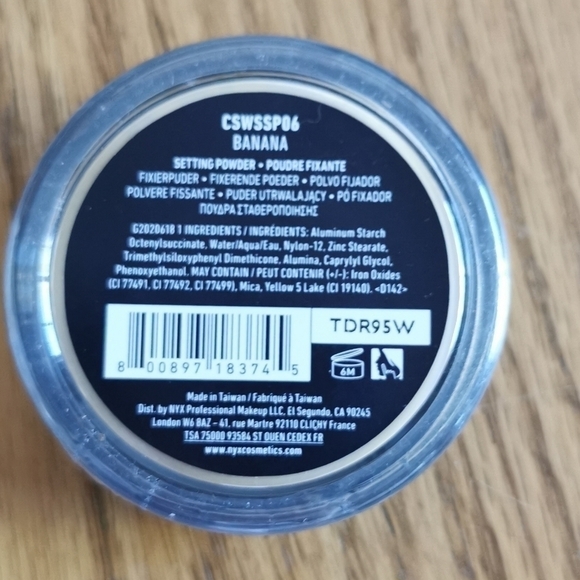 CSWSSP06
BANANA
SETTING POWDER • POUDRE FIXANTE
FIXIERPUDER • FIXERENDE POEDER • POLVO FIJADOR
POLVERE FISSANTE • PUDER UTRWALAJĄCY • PÓ FIXADOR
ΠΟΥΔΡΑ ΣΤΑΘΕΡΟΠΟΙΗΣΗΣ
G2020618 1 INGREDIENTS / INGRÉDIENTS: Aluminum Starch
Octenylsuccinate, Water/Aqua/Eau, Nylon-12, Zinc Stearate,
Trimethylsiloxyphenyl Dimethicone, Alumina, Caprylyl Glycol,
Phenoxyethanol. MAY CONTAIN / PEUT CONTENIR (+/-): Iron Oxides
(CI 77491, CI 77492, CI 77499), Mica, Yellow 5 Lake (CI 19140). <0142>
TDR95W
8 00897 18374 5
6M
Made in Taiwan / Fabriqué à Taiwan
Dist. by NYX Professional Makeup LLC, El Segundo, CA 90245
London W6 8AZ - 41, rue Martre 92110 CLICHY France
TSA 75000 93584 ST OUEN CEDEX FR
www.nyxcosmetics.com